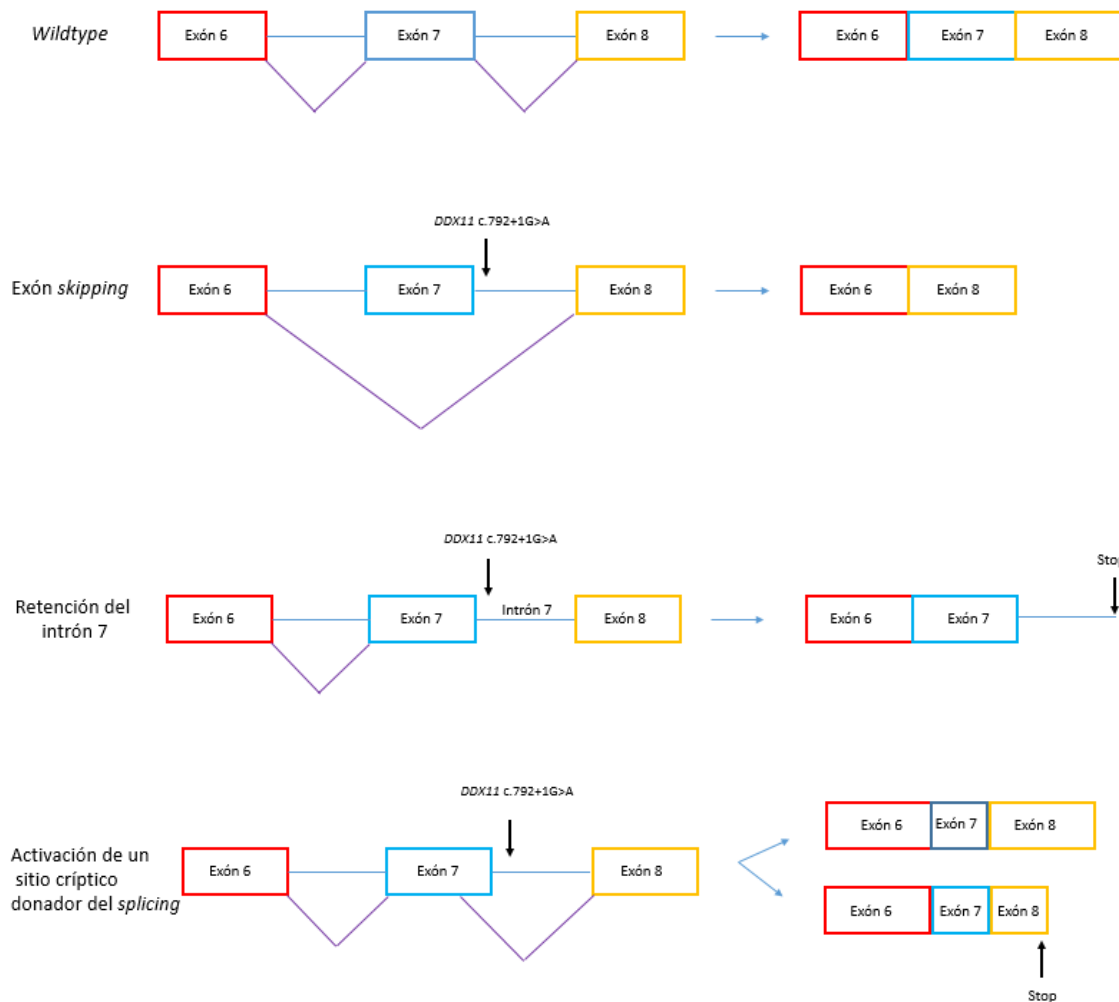 Wildtype
Exón 6
Exón 7
Exón 8
Exón 6
Exón 7
Exón 8
DDX11 c.792+1G>A
Exón skipping
Exón 6
Exón 7
Exón 8
Exón 6
Exón 8
DDX11 c.792+1G>A
Stop
Retención del
intrón 7
Exón 6
Exón 7
Intrón 7
Exón 8
Exón 6
Exón 7
DDX11 c.792+1G>A
Activación de un
sitio críptico
donador del splicing
Exón 6
Exón 7
Exón 8
Exón 6
Exón 7
Exón 8
Exón 6
Exón 7
Exón 8
Stop